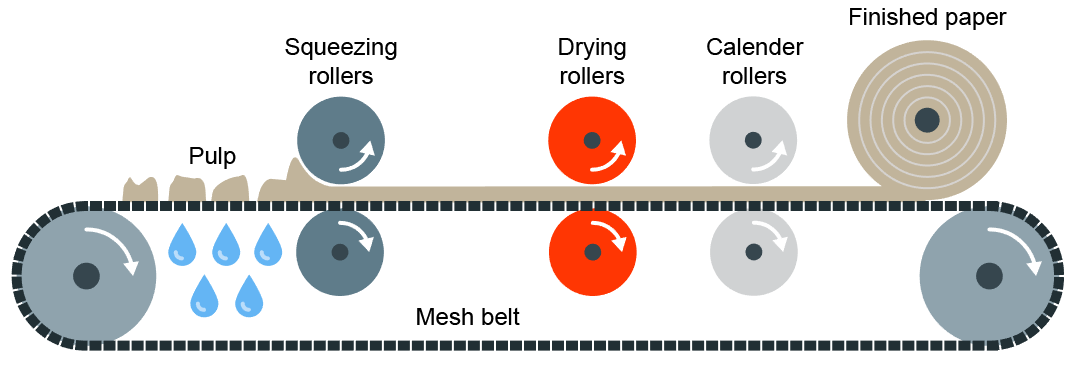 Finished paper
Squeezing
rollers
Drying
rollers
Calender
rollers
Pulp
Mesh belt